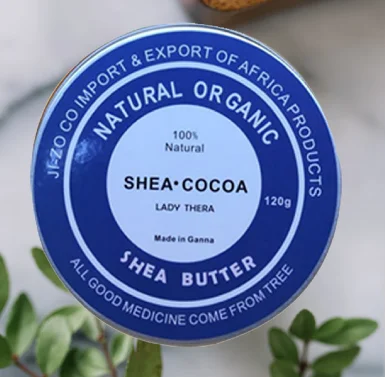 JI-ZO CO IMPORT & EXPORT OF AFRICA PRODUCTS
NATURAL ORGANIC
100%
Natural
SHEA•COCOA
LADY THERA
120g
Made in Ganna
SHEA BUTTER
ALL GOOD MEDICINE COME FROM TREE